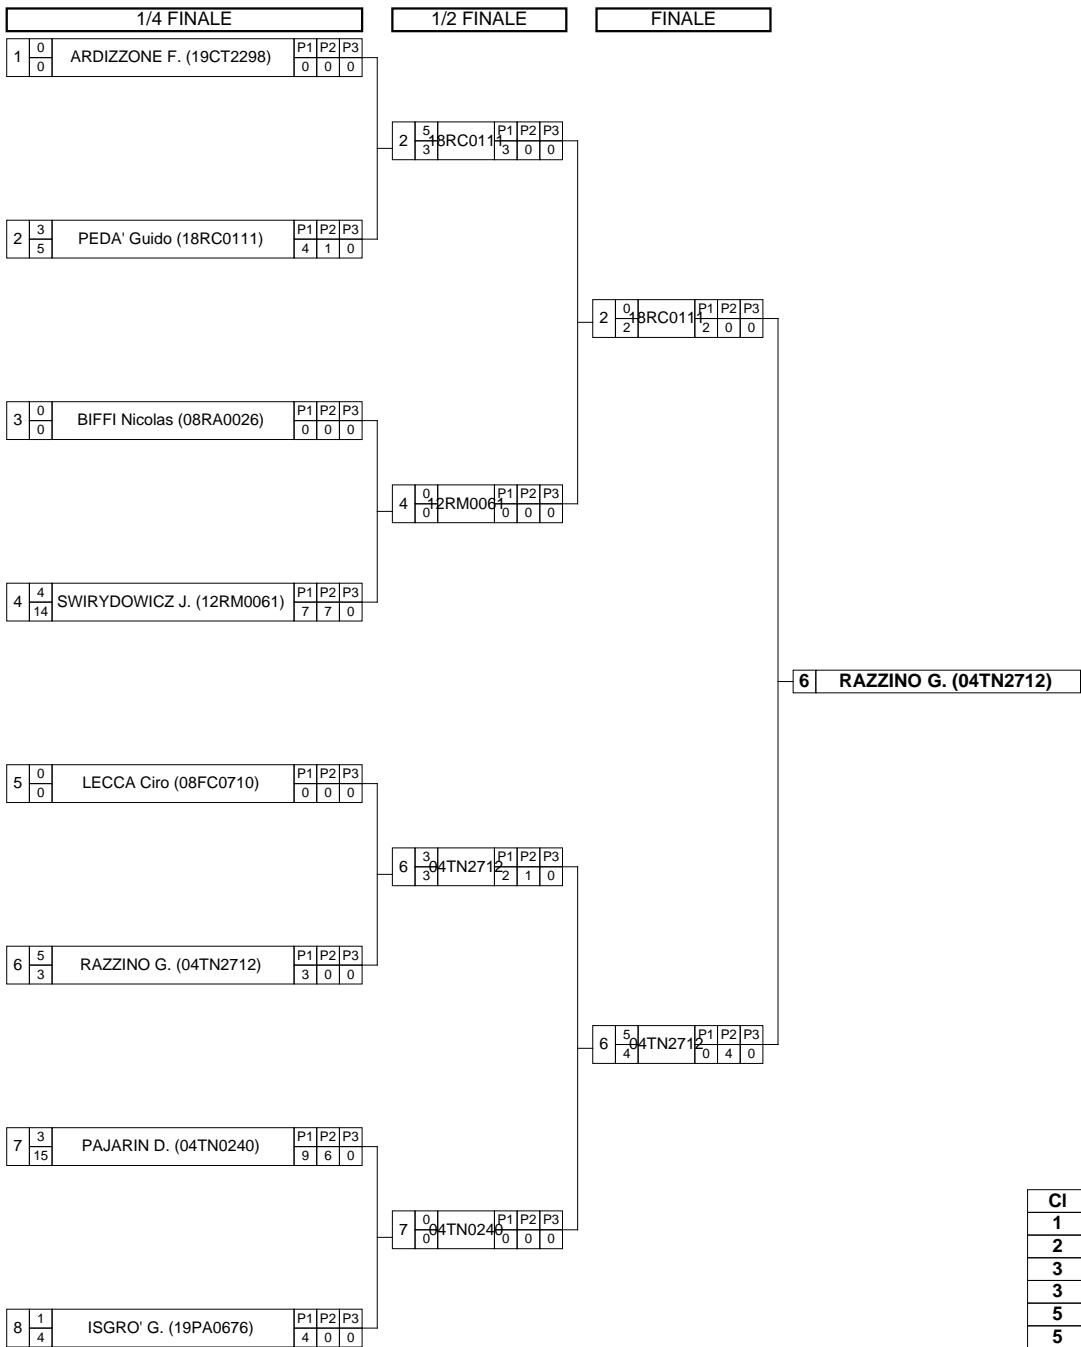 1/4 FINALE 1/2 FINALE FINALE
1 0 0 ARDIZZONE F. (19CT2298) P1 P2 P3 0 0 0
2 5 3 18RC0111 P1 P2 P3 3 0 0
2 3 5 PEDA' Guido (18RC0111) P1 P2 P3 4 1 0
2 0 2 18RC0111 P1 P2 P3 2 0 0
3 0 0 BIFFI Nicolas (08RA0026) P1 P2 P3 0 0 0
4 0 0 12RM0061 P1 P2 P3 0 0 0
4 4 14 SWIRYDOWICZ J. (12RM0061) P1 P2 P3 7 7 0
6 RAZZINO G. (04TN2712)
5 0 0 LECCA Ciro (08FC0710) P1 P2 P3 0 0 0
6 3 3 04TN2712 P1 P2 P3 2 1 0
6 5 3 RAZZINO G. (04TN2712) P1 P2 P3 3 0 0
6 5 4 04TN2712 P1 P2 P3 0 4 0
7 3 15 PAJARIN D. (04TN0240) P1 P2 P3 9 6 0
7 0 0 04TN0240 P1 P2 P3 0 0 0
8 1 4 ISGRO' G. (19PA0676) P1 P2 P3 4 0 0
Cl
1
2
3
3
5
5